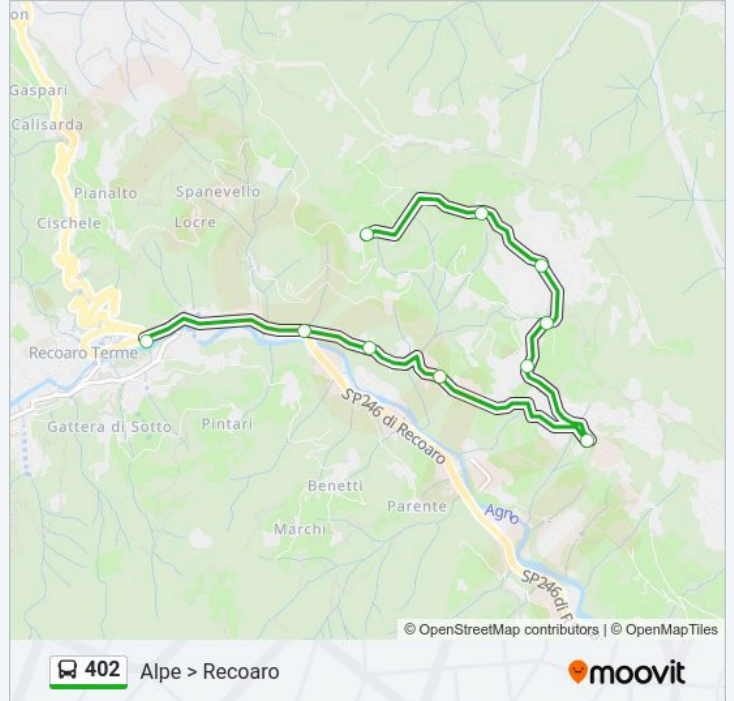 on
Gaspari
Calisarda
Pianalto
Spanevello
Cischele
Locre
Recoaro Terme
Gattera di Sotto
Pintari
SP246 di Recoaro
Benetti
Parente
Agno
Marchi
SP246 di R
© OpenStreetMap contributors | © OpenMapTiles
402 Alpe > Recoaro
moovit